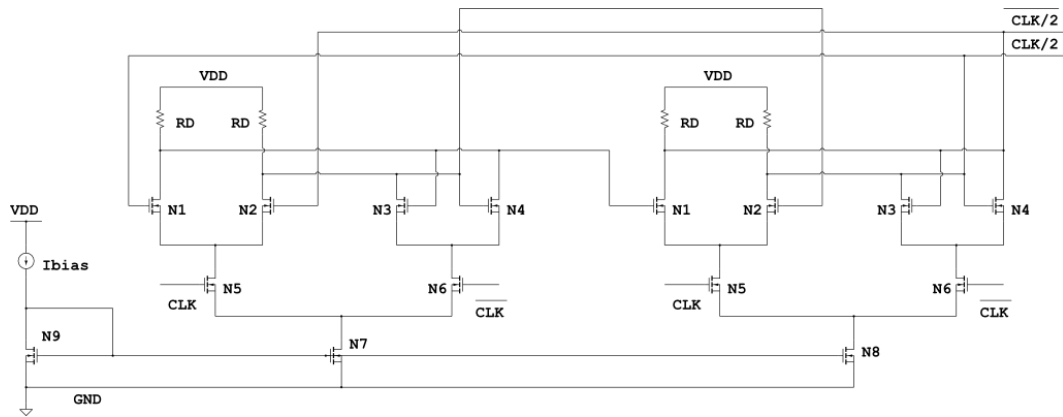 CLK/2
CLK/2
VDD
VDD
RD
RD
RD
RD
N1
N2
N3
N4
N1
N2
N3
N4
VDD
Ibias
N5
N6
N5
N6
CLK
CLK
CLK
CLK
N9
N7
N8
GND